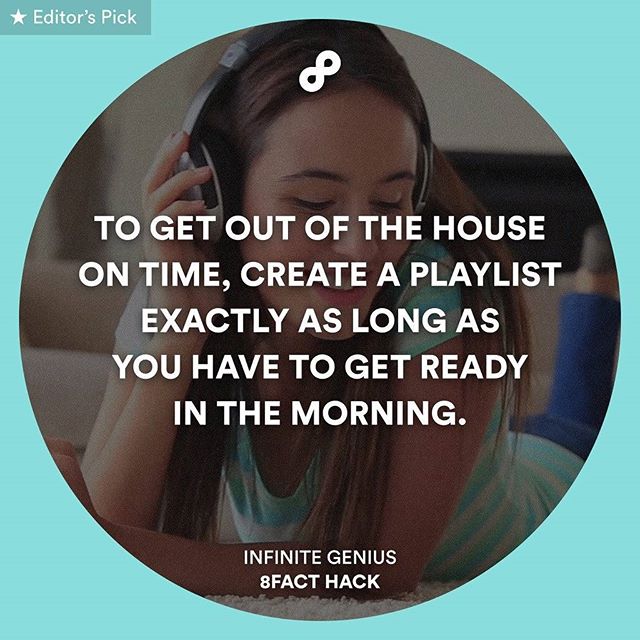 ★ Editor's Pick
TO GET OUT OF THE HOUSE
ON TIME, CREATE A PLAYLIST
EXACTLY AS LONG AS
YOU HAVE TO GET READY
IN THE MORNING.
INFINITE GENIUS
8FACT HACK